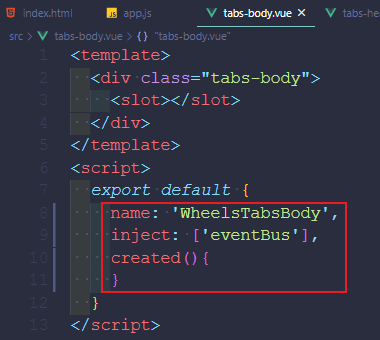 index.html app.js tabs-body.vue × tabs-he
src > tabs-body.vue > {} "tabs-body.vue"
1 <template>
2 <div class="tabs-body">
3 <slot></slot>
4 </div>
5 </template>
6 <script>
7 export default {
8 name: 'WheelsTabsBody',
9 inject: ['eventBus'],
10 created(){
11 }
12 }
13 </script>